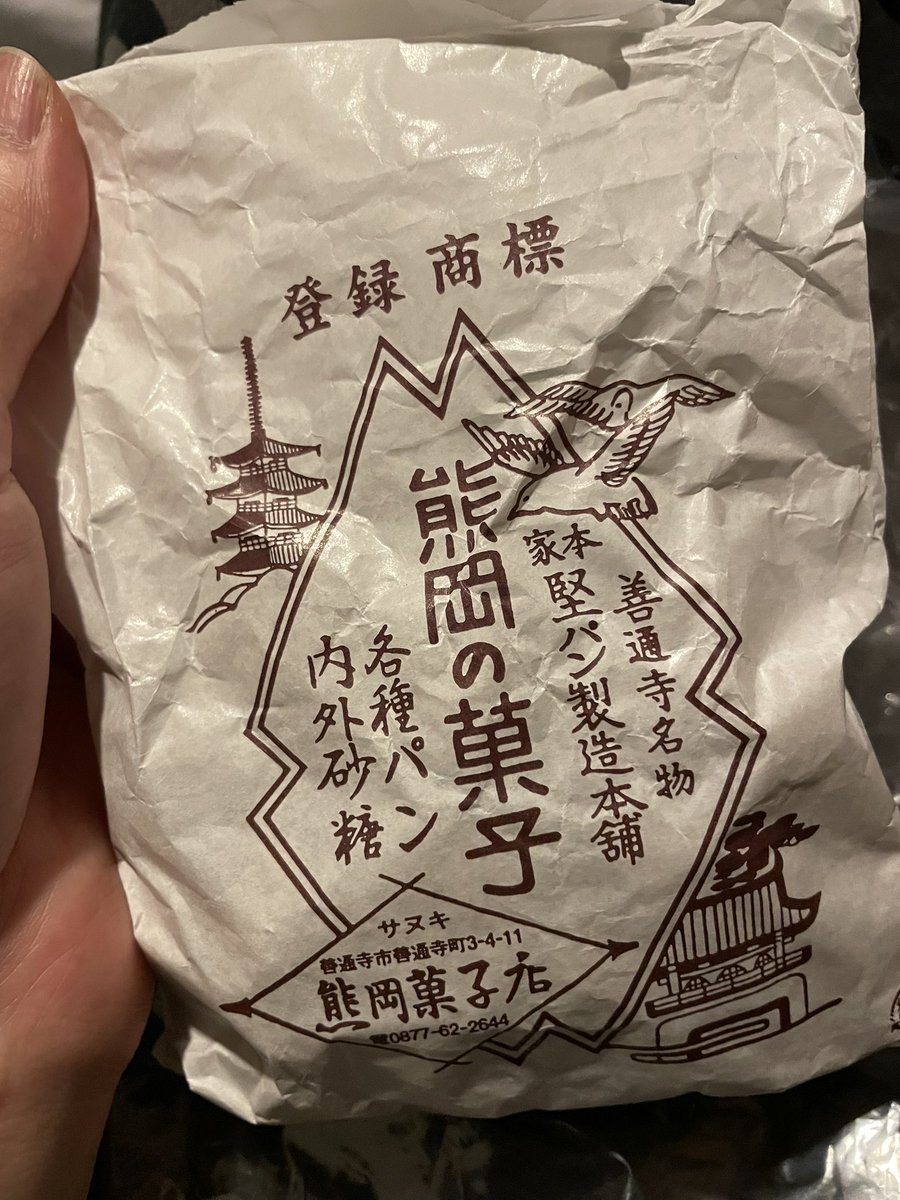 登録商標
善通寺名物
本家
堅パン製造本舗
熊岡の菓子
各種パン
内外砂糖
サヌキ
善通寺市善通寺町3-4-11
熊岡菓子店
☎0877-62-2644